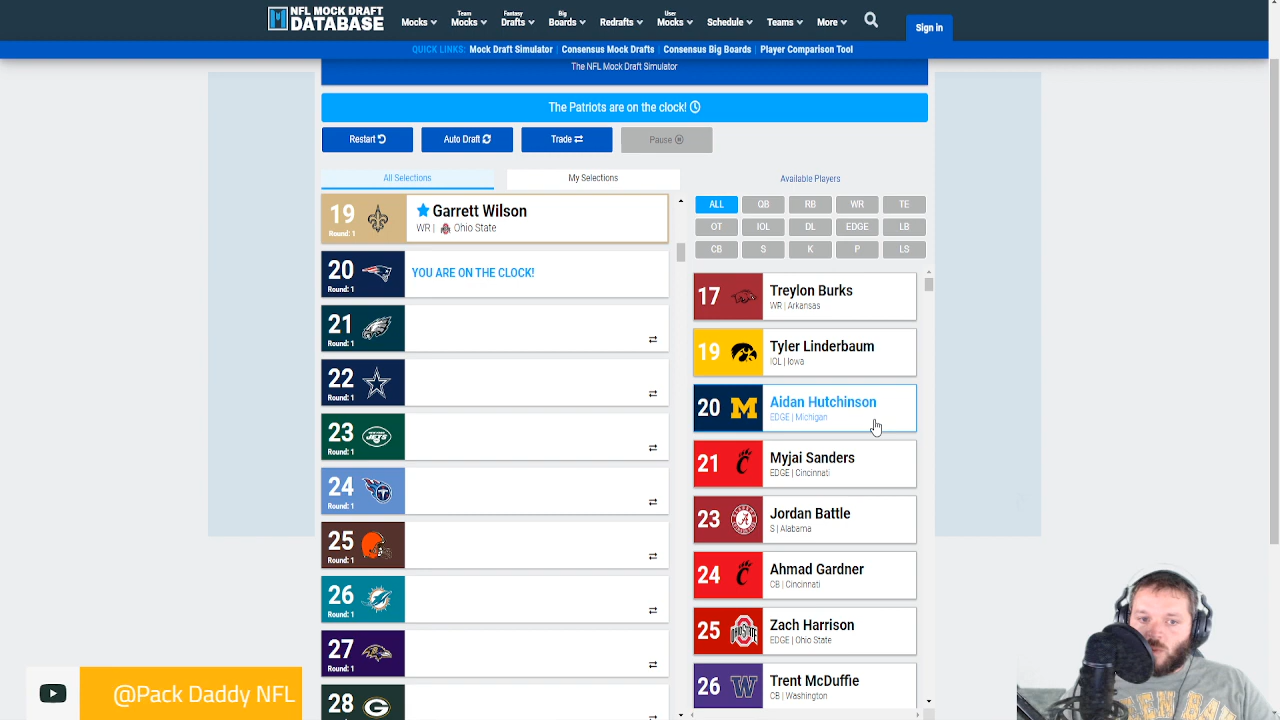 NFL MOCK DRAFT
DATABASE
Mocks
Team
Mocks
Fantasy
Drafts
Big
Boards
Redrafts
User
Mocks
Schedule
Teams
More
Sign in
QUICK LINKS: Mock Draft Simulator | Consensus Mock Drafts | Consensus Big Boards | Player Comparison Tool
The NFL Mock Draft Simulator
The Patriots are on the clock!
Restart
Auto Draft
Trade
Pause
All Selections
My Selections
Available Players
ALL QB RB WR TE
OT IOL DL EDGE LB
CB S K P LS
19
Round: 1
Garrett Wilson
WR | Ohio State
20
Round: 1
YOU ARE ON THE CLOCK!
21
Round: 1
22
Round: 1
23
Round: 1
24
Round: 1
25
Round: 1
26
Round: 1
27
Round: 1
28
Round: 1
17
Treylon Burks
WR | Arkansas
19
Tyler Linderbaum
IOL | Iowa
20
Aidan Hutchinson
EDGE | Michigan
21
Myjai Sanders
EDGE | Cincinnati
23
Jordan Battle
S | Alabama
24
Ahmad Gardner
CB | Cincinnati
25
Zach Harrison
EDGE | Ohio State
26
Trent McDuffie
CB | Washington
@Pack Daddy NFL